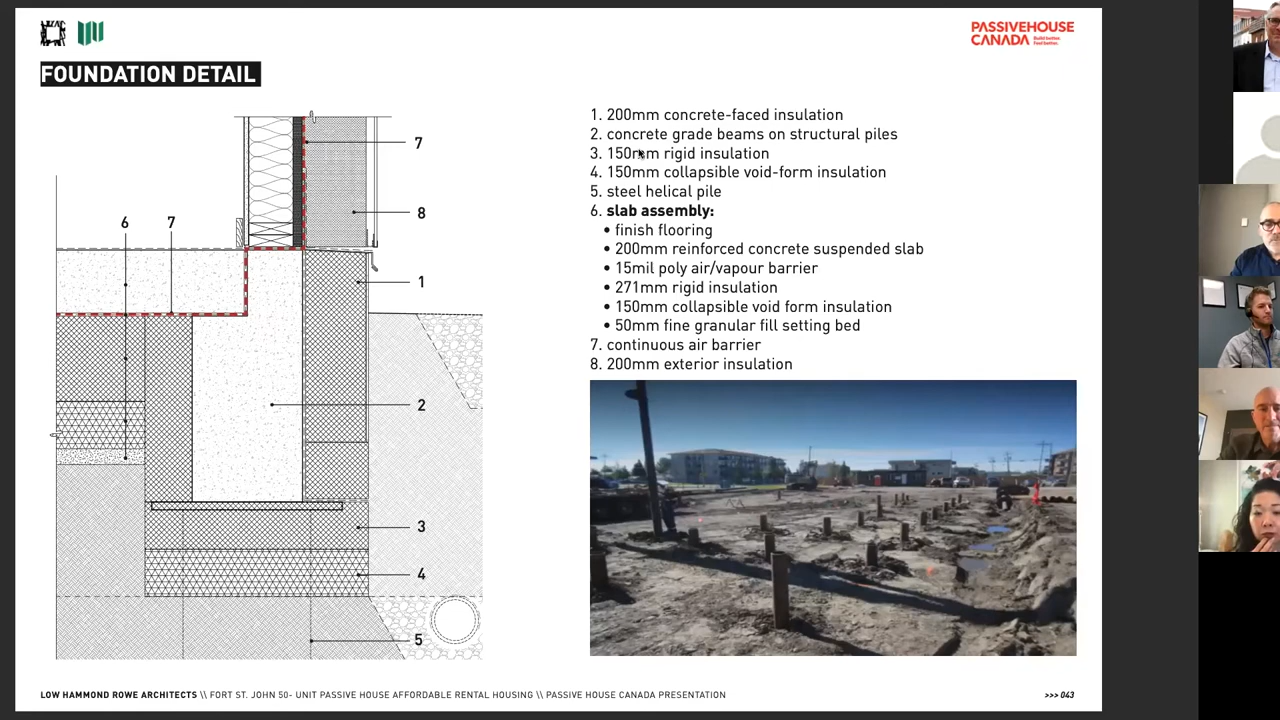 PASSIVEHOUSE
CANADA Build better. Feel better.
FOUNDATION DETAIL
7
8
6 7
1
2
3
4
5
1. 200mm concrete-faced insulation
2. concrete grade beams on structural piles
3. 150mm rigid insulation
4. 150mm collapsible void-form insulation
5. steel helical pile
6. slab assembly:
• finish flooring
• 200mm reinforced concrete suspended slab
• 15mil poly air/vapour barrier
• 271mm rigid insulation
• 150mm collapsible void form insulation
• 50mm fine granular fill setting bed
7. continuous air barrier
8. 200mm exterior insulation
LOW HAMMOND ROWE ARCHITECTS \\ FORT ST. JOHN 50- UNIT PASSIVE HOUSE AFFORDABLE RENTAL HOUSING \\ PASSIVE HOUSE CANADA PRESENTATION
>>> 043